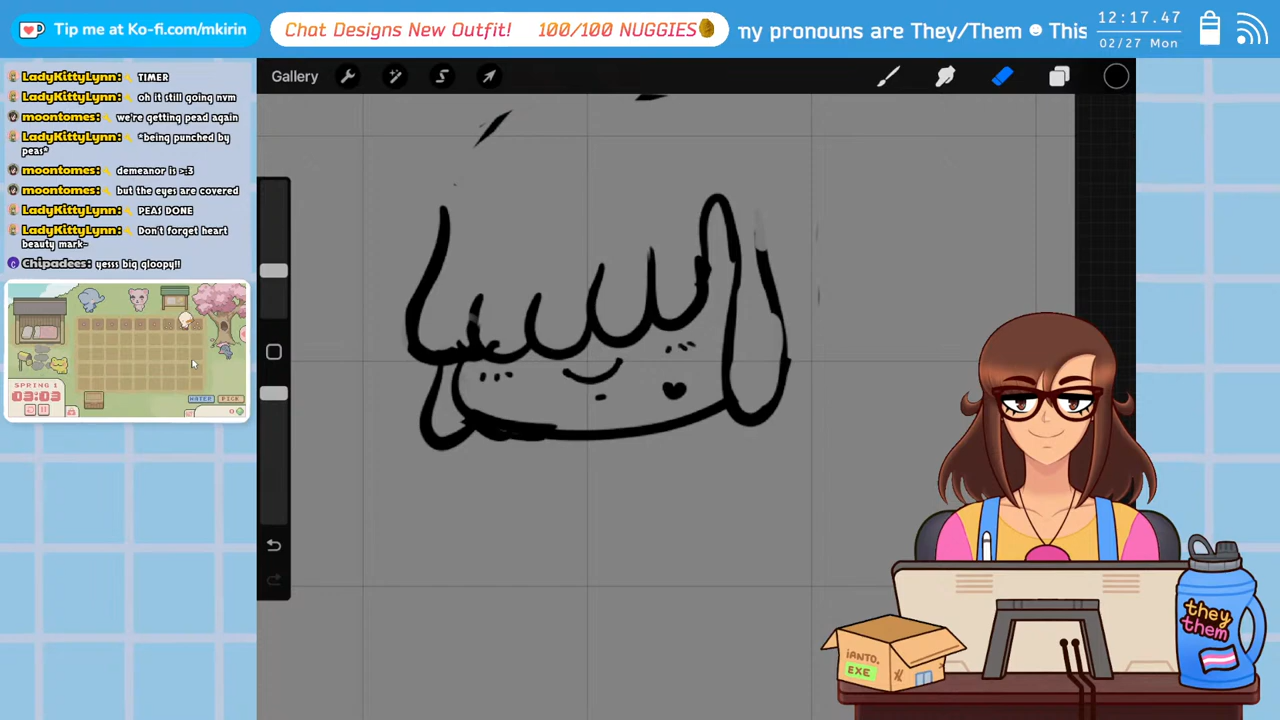 Tip me at Ko-fi.com/mkirin
Chat Designs New Outfit! 100/100 NUGGIES
my pronouns are They/Them ☻ This
12:17.47
02/27 Mon
LadyKittyLynn: TIMER
LadyKittyLynn: oh it still going nvm
moontomes: we're getting pead again
LadyKittyLynn: *being punched by
peas*
moontomes: demeanor is >:3
moontomes: but the eyes are covered
LadyKittyLynn: PEAS DONE
LadyKittyLynn: Don't forget heart
beauty mark~
Chipadees: yesss big gloopy!!
Gallery
SPRING 1
03:03
WATER PICK
0
they
them
iANTO.
EXE